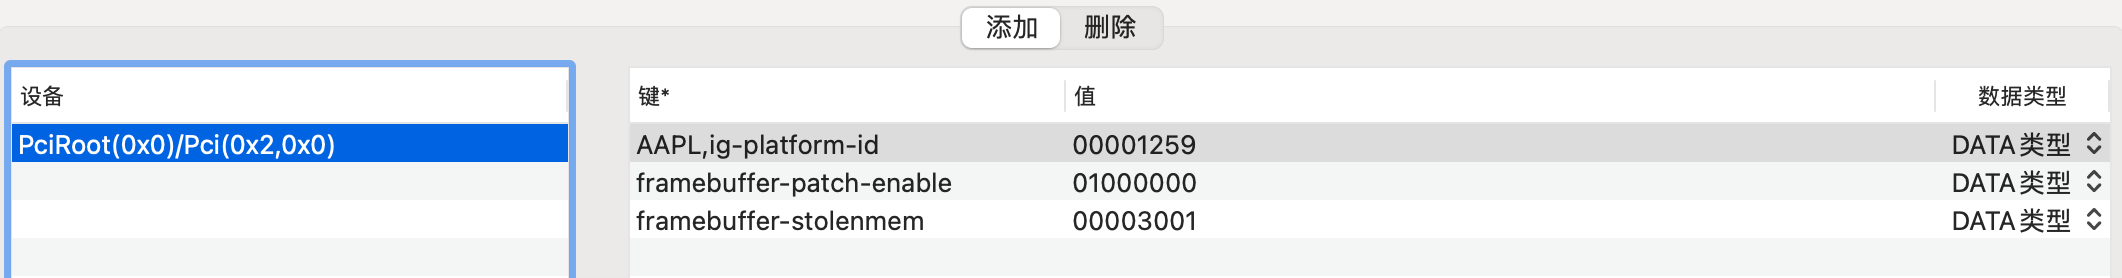 添加 删除
设备 键* 值 数据类型
PciRoot(0x0)/Pci(0x2,0x0) AAPL,ig-platform-id 00001259 DATA类型
framebuffer-patch-enable 01000000 DATA类型
framebuffer-stolenmem 00003001 DATA类型